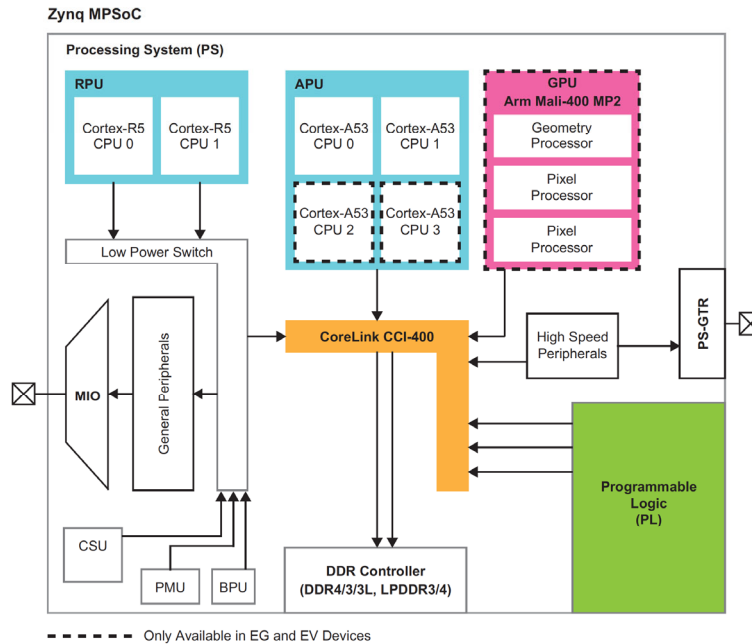 Zynq MPSoC
Processing System (PS)
RPU
Cortex-R5
CPU 0
Cortex-R5
CPU 1
APU
Cortex-A53
CPU 0
Cortex-A53
CPU 1
Cortex-A53
CPU 2
Cortex-A53
CPU 3
GPU
Arm Mali-400 MP2
Geometry
Processor
Pixel
Processor
Pixel
Processor
Low Power Switch
CoreLink CCI-400
High Speed
Peripherals
PS-GTR
MIO
General Peripherals
Programmable
Logic
(PL)
CSU
PMU
BPU
DDR Controller
(DDR4/3/3L, LPDDR3/4)
Only Available in EG and EV Devices